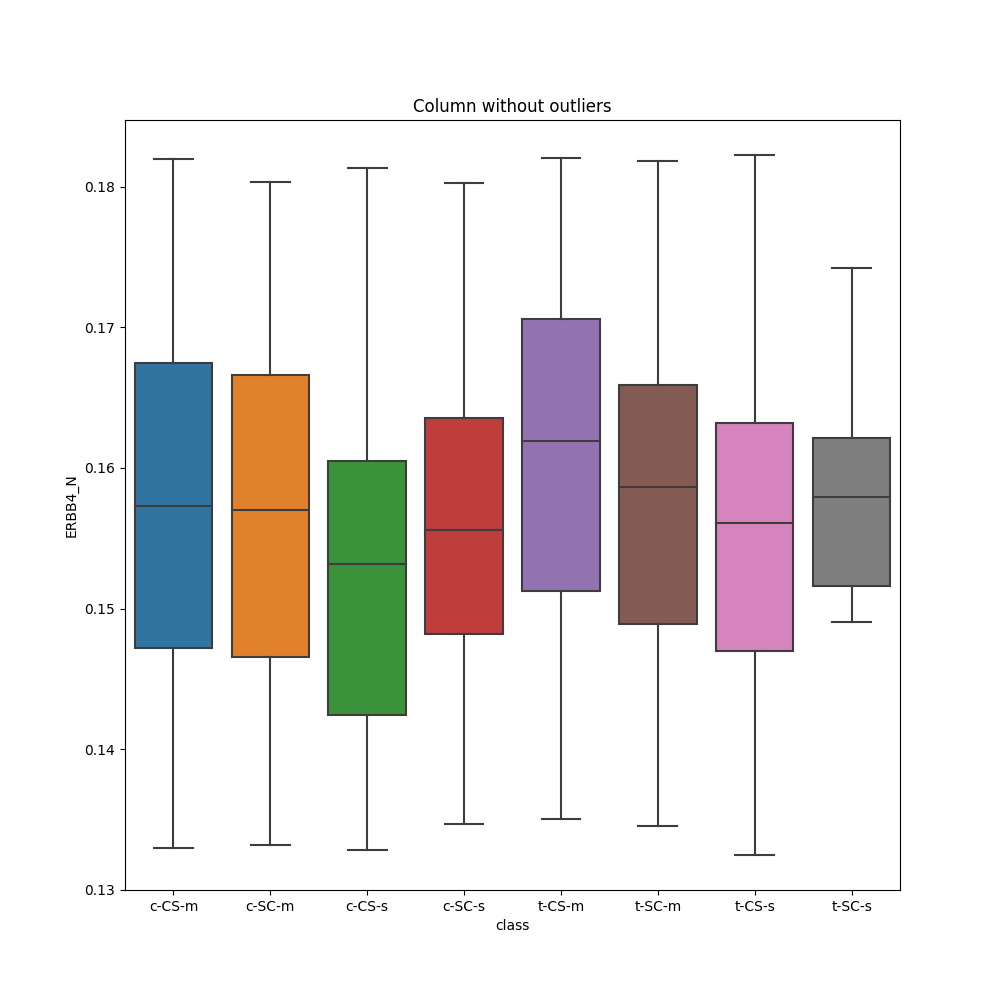 Column without outliers
0.18
0.17
0.16
0.15
0.14
0.13
ERBB4_N
c-CS-m c-SC-m c-CS-s c-SC-s t-CS-m t-SC-m t-CS-s t-SC-s
class